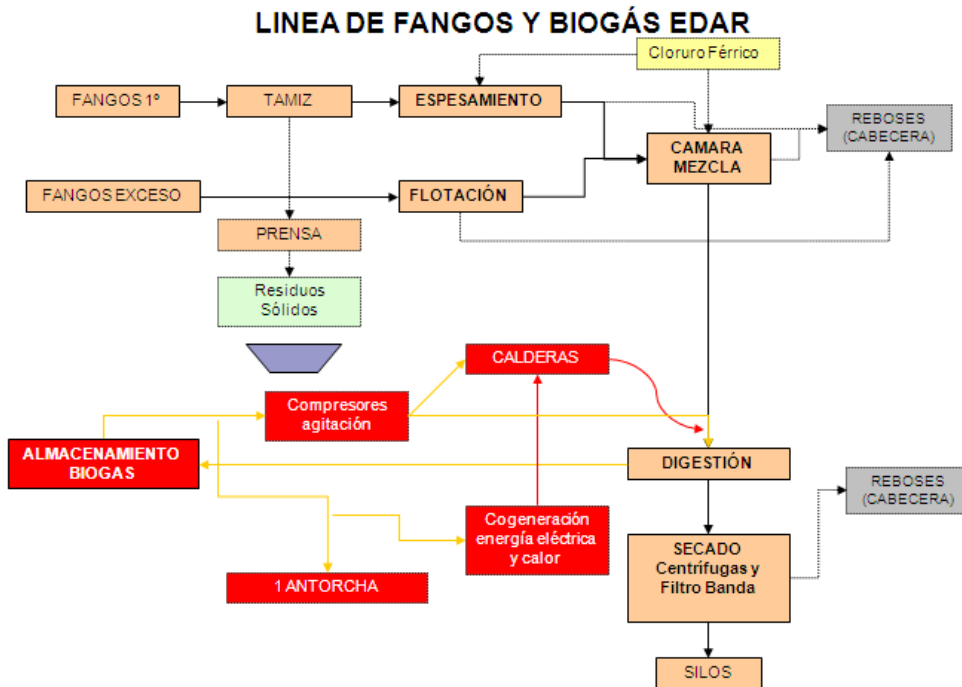 LINEA DE FANGOS Y BIOGÁS EDAR
Cloruro Férrico
FANGOS 1º
TAMIZ
ESPESAMIENTO
REBOSES
(CABECERA)
CAMARA
MEZCLA
FANGOS EXCESO
FLOTACIÓN
PRENSA
Residuos
Sólidos
CALDERAS
Compresores
agitación
ALMACENAMIENTO
BIOGAS
DIGESTIÓN
REBOSES
(CABECERA)
Cogeneración
energía eléctrica
y calor
SECADO
Centrífugas y
Filtro Banda
1 ANTORCHA
SILOS